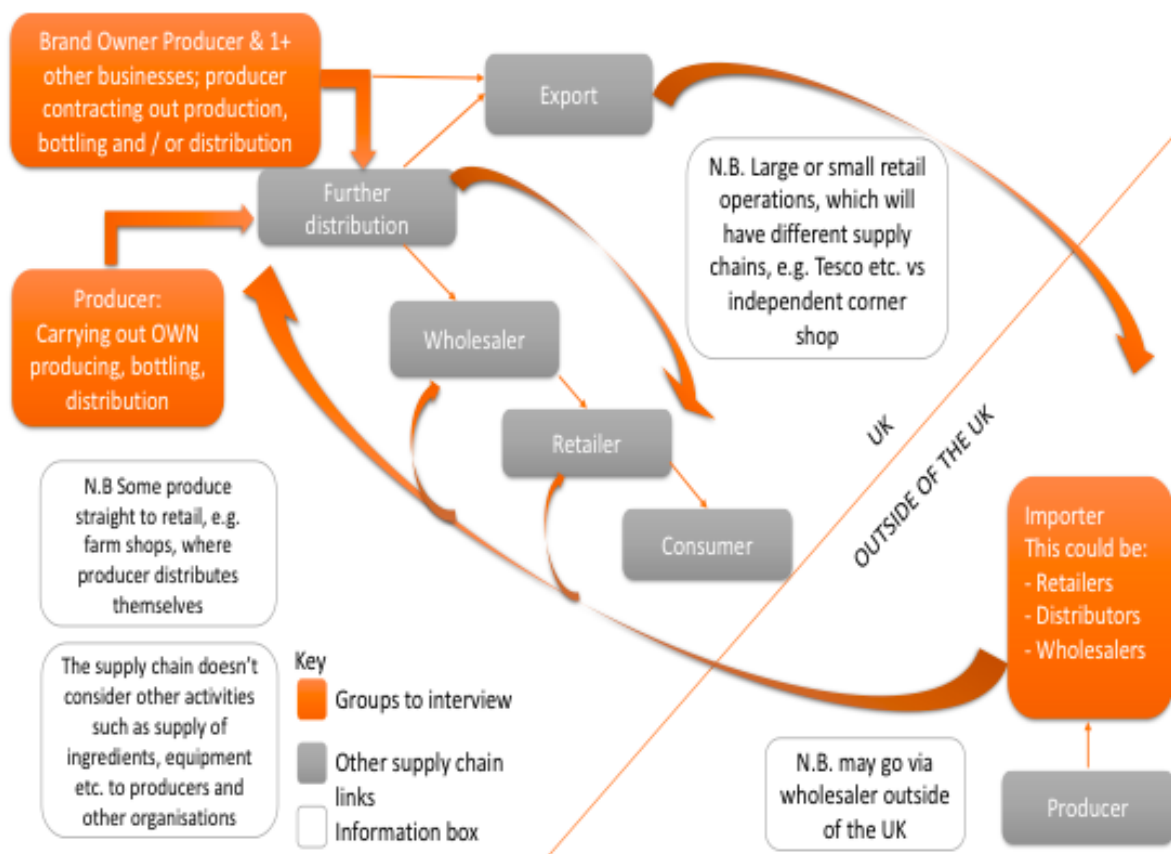 Brand Owner Producer & 1+
other businesses; producer
contracting out production,
bottling and / or distribution
Export
N.B. Large or small retail
operations, which will
have different supply
chains, e.g. Tesco etc. vs
independent corner
shop
Further
distribution
Producer:
Carrying out OWN
producing, bottling,
distribution
Wholesaler
Retailer
Consumer
UK
OUTSIDE OF THE UK
N.B Some produce
straight to retail, e.g.
farm shops, where
producer distributes
themselves
Importer
This could be:
- Retailers
- Distributors
- Wholesalers
The supply chain doesn't
consider other activities
such as supply of
ingredients, equipment
etc. to producers and
other organisations
Key
Groups to interview
Other supply chain
links
Information box
N.B. may go via
wholesaler outside
of the UK
Producer